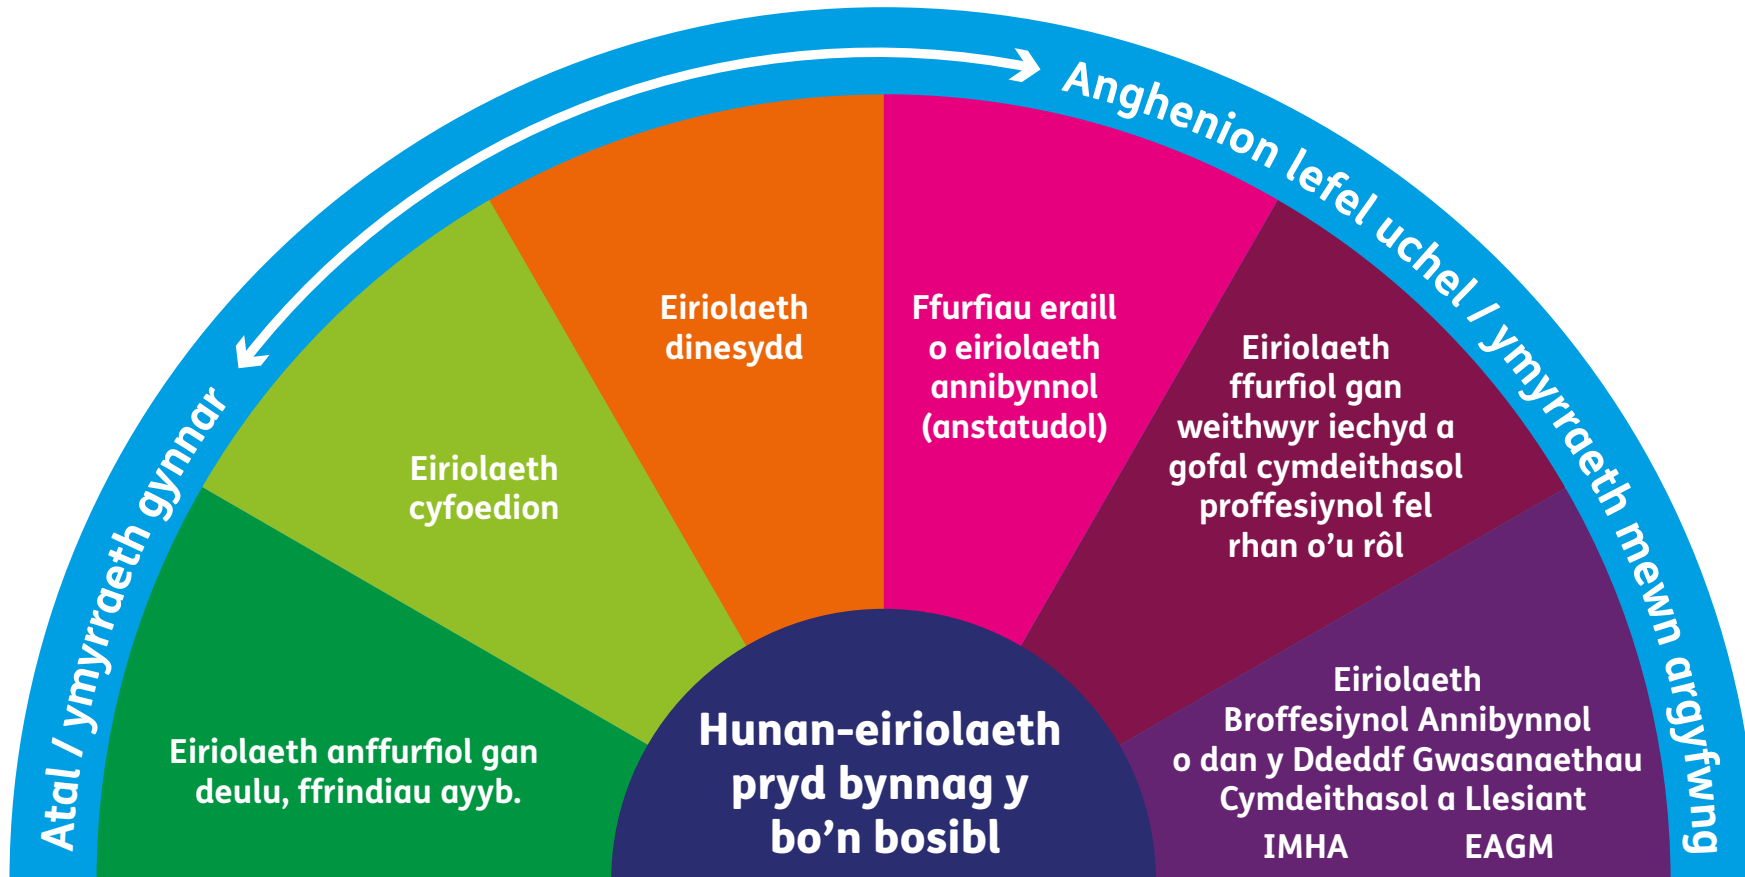 Atal / ymyrraeth gynnar
Anghenion lefel uchel / ymyrraeth mewn argyfwng
Eiriolaeth anffurfiol gan
deulu, ffrindiau ayyb.
Eiriolaeth
cyfoedion
Eiriolaeth
dinesydd
Ffurfiau eraill
o eiriolaeth
annibynnol
(anstatudol)
Eiriolaeth
ffurfiol gan
weithwyr iechyd a
gofal cymdeithasol
proffesiynol fel
rhan o’u rôl
Eiriolaeth
Broffesiynol Annibynnol
o dan y Ddeddf Gwasanaethau
Cymdeithasol a Llesiant
IMHA EAGM
Hunan-eiriolaeth
pryd bynnag y
bo’n bosibl